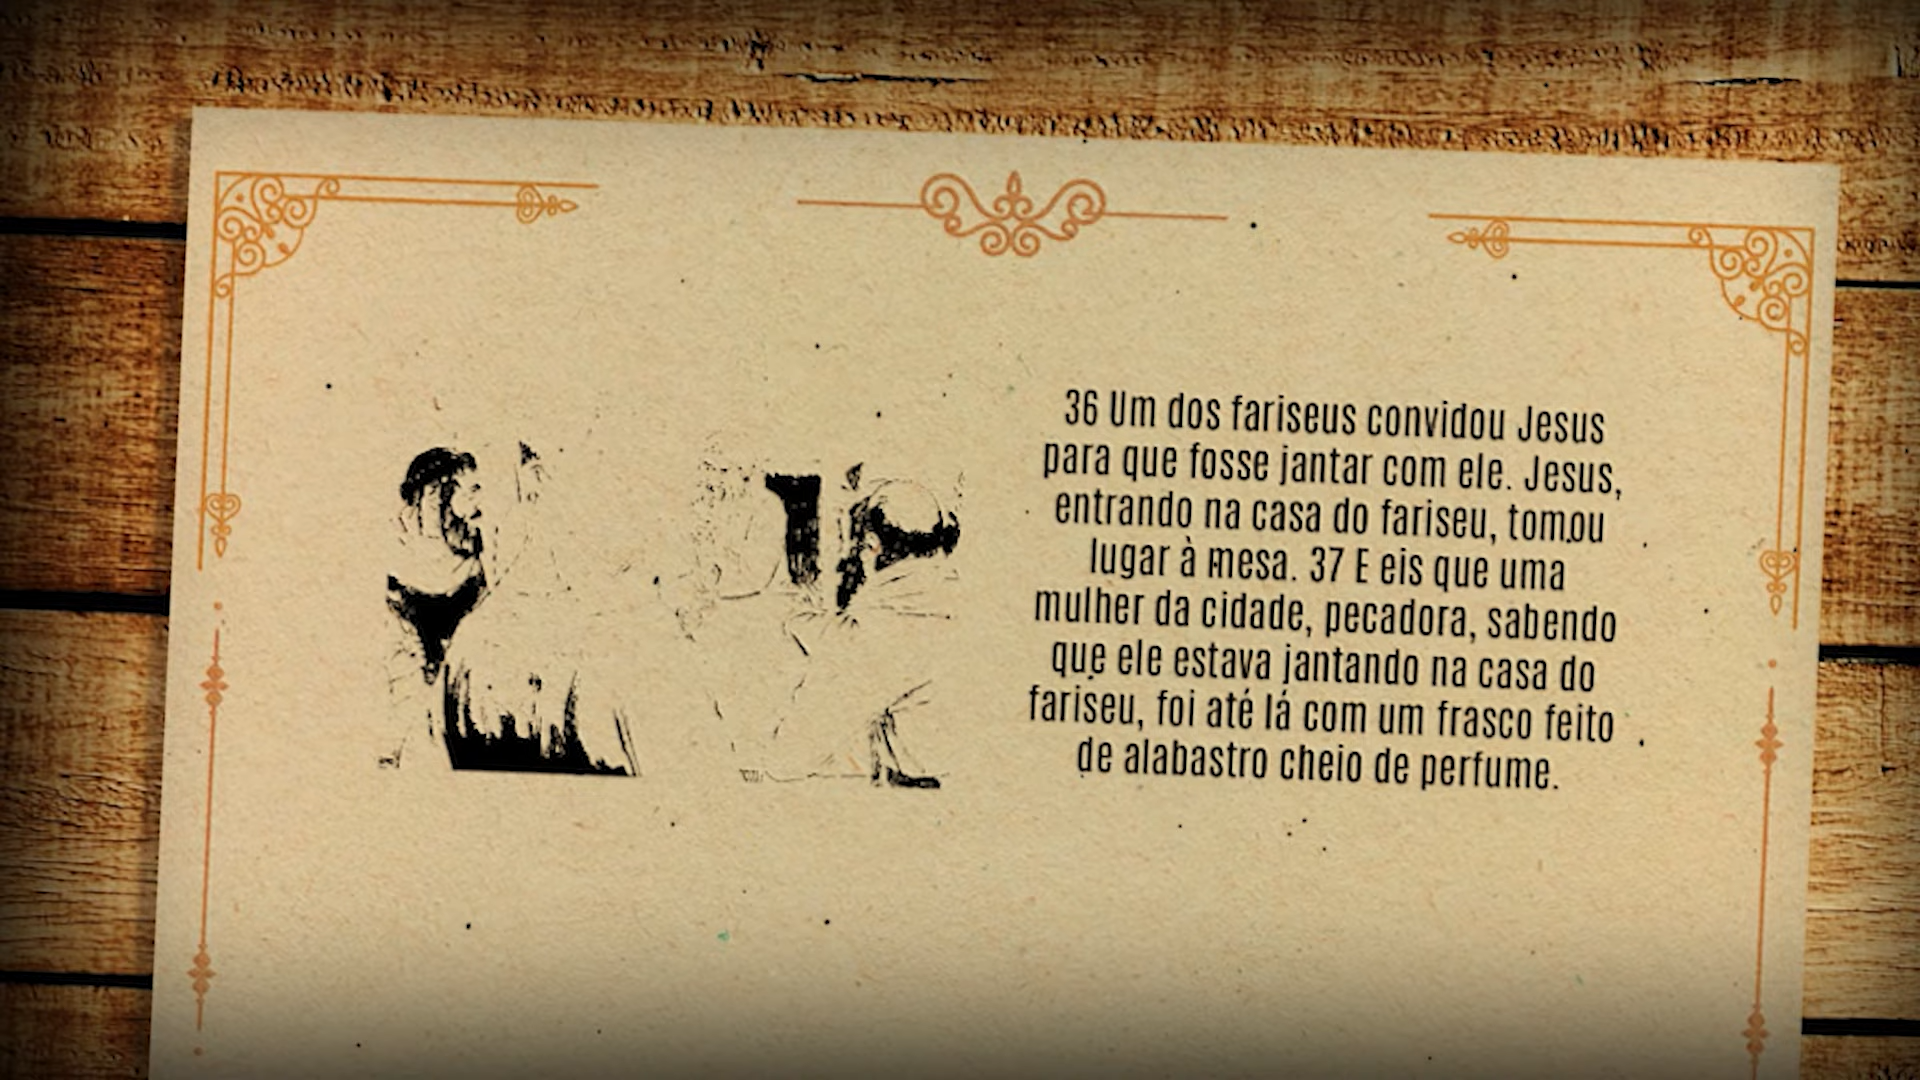 36 Um dos fariseus convidou Jesus
para que fosse jantar com ele. Jesus,
entrando na casa do fariseu, tomou
lugar à mesa. 37 E eis que uma
mulher da cidade, pecadora, sabendo
que ele estava jantando na casa do
fariseu, foi até lá com um frasco feito
de alabastro cheio de perfume.